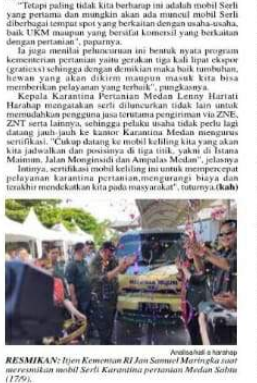 "Tetapi paling tidak kita berharap ini adalah mobil Serli
yang pertama dan mungkin akan ada muncul mobil Serli
diberbagai tempat spot yang berkaitan dengan usaha-usaha,
baik UKM maupun yang bersifat komersil yang berkaitan
dengan pertanian", paparnya.
Ia juga menilai peluncuran ini bentuk nyata program
kementerian pertanian yaitu gerakan tiga kali lipat ekspor
(gratieks) sehingga dengan demikian maka baik tumbuhan,
hewan yang akan dikirim maupun masuk kita bisa
memberikan pelayanan yang terbaik", pungkasnya.
Kepala Karantina Pertanian Medan Lenny Hartati
Harahap mengatakan serli diluncurkan tidak lain untuk
memudahkan pengguna jasa terutama pengiriman via ZNE,
ZNT serta lainnya, sehingga pelaku usaha tidak perlu lagi
datang jauh-jauh ke kantor Karantina Medan mengurus
sertifikasi. "Cukup datang ke mobil keliling kita yang akan
kita jadwalkan dan posisinya di tiga titik, yakni di Istana
Maimun, Jalan Monginsidi dan Ampalas Medan", jelasnya
Intinya, sertifikasi mobil keliling ini untuk mempercepat
pelayanan karantina pertanian,mengurangi biaya dan
terakhir mendekatkan kita pada masyarakat", tuturnya.(kah)
Analisa/kali a harahap
RESMIKAN: Itjen Kementan RI Jan Samuel Maringka saat
meresmikan mobil Serli Karantina pertanian Medan Sabtu
(17/9).